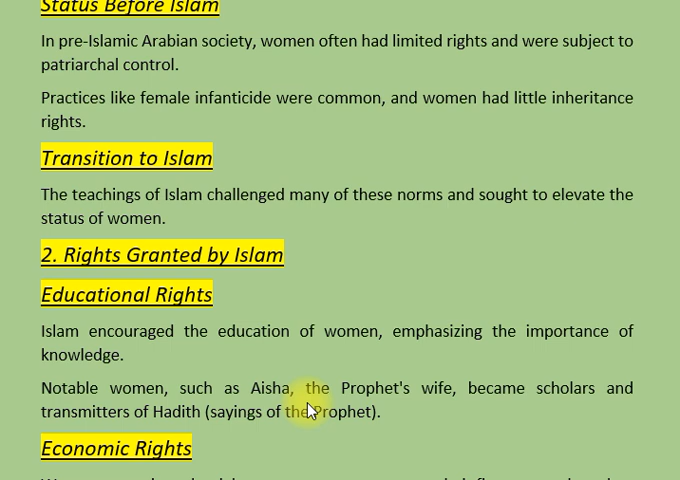 Status Before Islam
In pre-Islamic Arabian society, women often had limited rights and were subject to
patriarchal control.
Practices like female infanticide were common, and women had little inheritance
rights.
Transition to Islam
The teachings of Islam challenged many of these norms and sought to elevate the
status of women.
2. Rights Granted by Islam
Educational Rights
Islam encouraged the education of women, emphasizing the importance of
knowledge.
Notable women, such as Aisha, the Prophet's wife, became scholars and
transmitters of Hadith (sayings of the Prophet).
Economic Rights